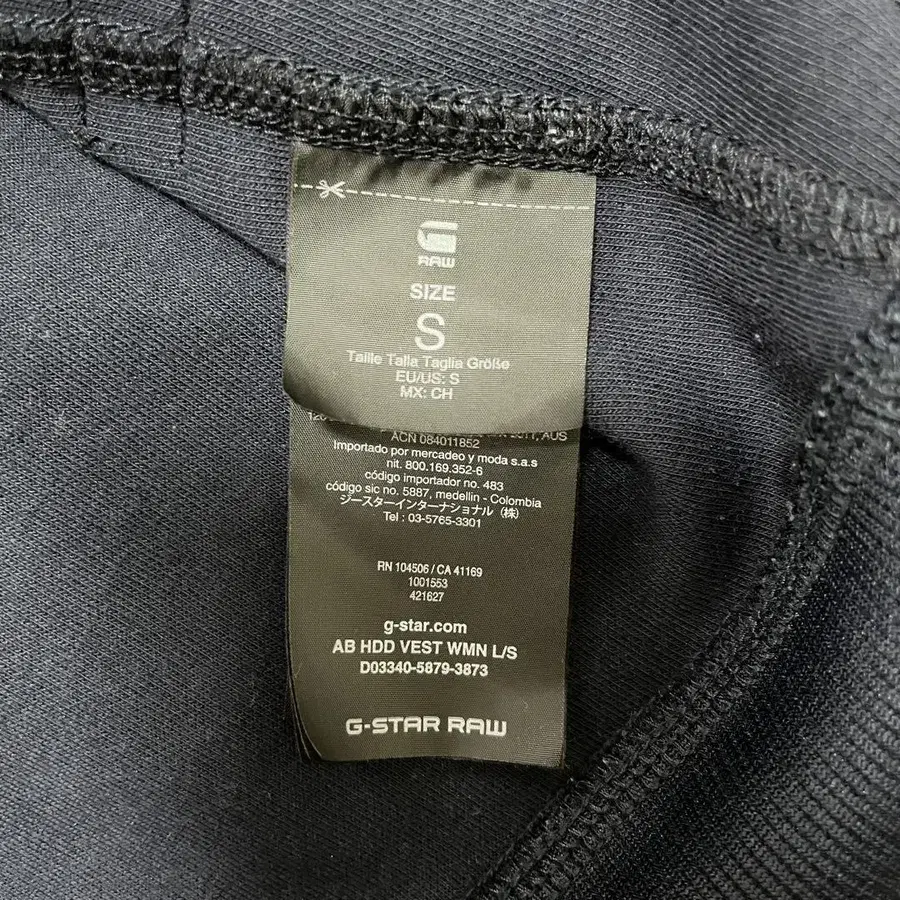 RAW
SIZE
S
Taille Talla Taglia Größe
EU/US: S
MX: CH
AUS
ACN 084011852
Importado por mercadeo y moda s.a.s
nit. 800.169.352-6
código importador no. 483
código sic no. 5887, medellin - Colombia
ジースターインターナショナル (株)
Tel : 03-5765-3301
RN 104506 / CA 41169
1001553
421627
g-star.com
AB HDD VEST WMN L/S
D03340-5879-3873
G-STAR RAW